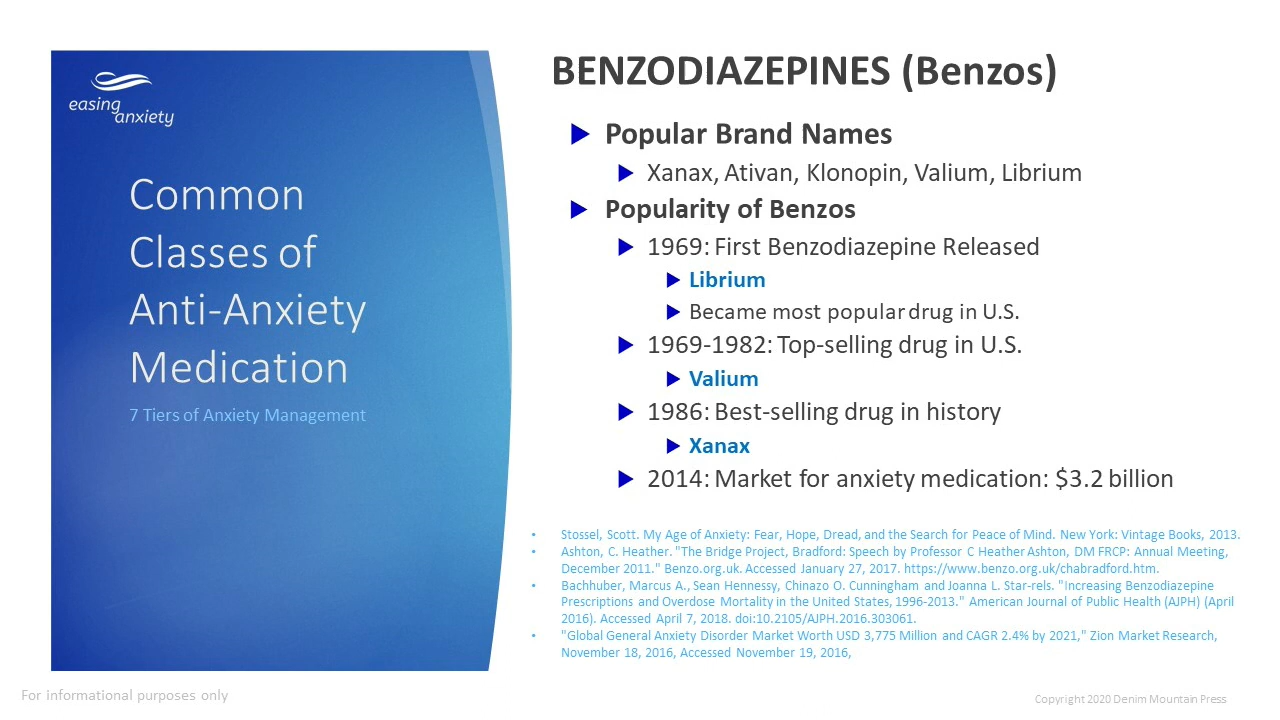 easing
anxiety
Common
Classes of
Anti-Anxiety
Medication
7 Tiers of Anxiety Management
BENZODIAZEPINES (Benzos)
Popular Brand Names
Xanax, Ativan, Klonopin, Valium, Librium
Popularity of Benzos
1969: First Benzodiazepine Released
Librium
Became most popular drug in U.S.
1969-1982: Top-selling drug in U.S.
Valium
1986: Best-selling drug in history
Xanax
2014: Market for anxiety medication: $3.2 billion
• Stossel, Scott. My Age of Anxiety: Fear, Hope, Dread, and the Search for Peace of Mind. New York: Vintage Books, 2013.
• Ashton, C. Heather. "The Bridge Project, Bradford: Speech by Professor C Heather Ashton, DM FRCP: Annual Meeting,
December 2011." Benzo.org.uk. Accessed January 27, 2017. https://www.benzo.org.uk/chabradford.htm.
• Bachhuber, Marcus A., Sean Hennessy, Chinazo O. Cunningham and Joanna L. Star-rels. "Increasing Benzodiazepine
Prescriptions and Overdose Mortality in the United States, 1996-2013." American Journal of Public Health (AJPH) (April
2016). Accessed April 7, 2018. doi:10.2105/AJPH.2016.303061.
• "Global General Anxiety Disorder Market Worth USD 3,775 Million and CAGR 2.4% by 2021," Zion Market Research,
November 18, 2016, Accessed November 19, 2016,
For informational purposes only
Copyright 2020 Denim Mountain Press